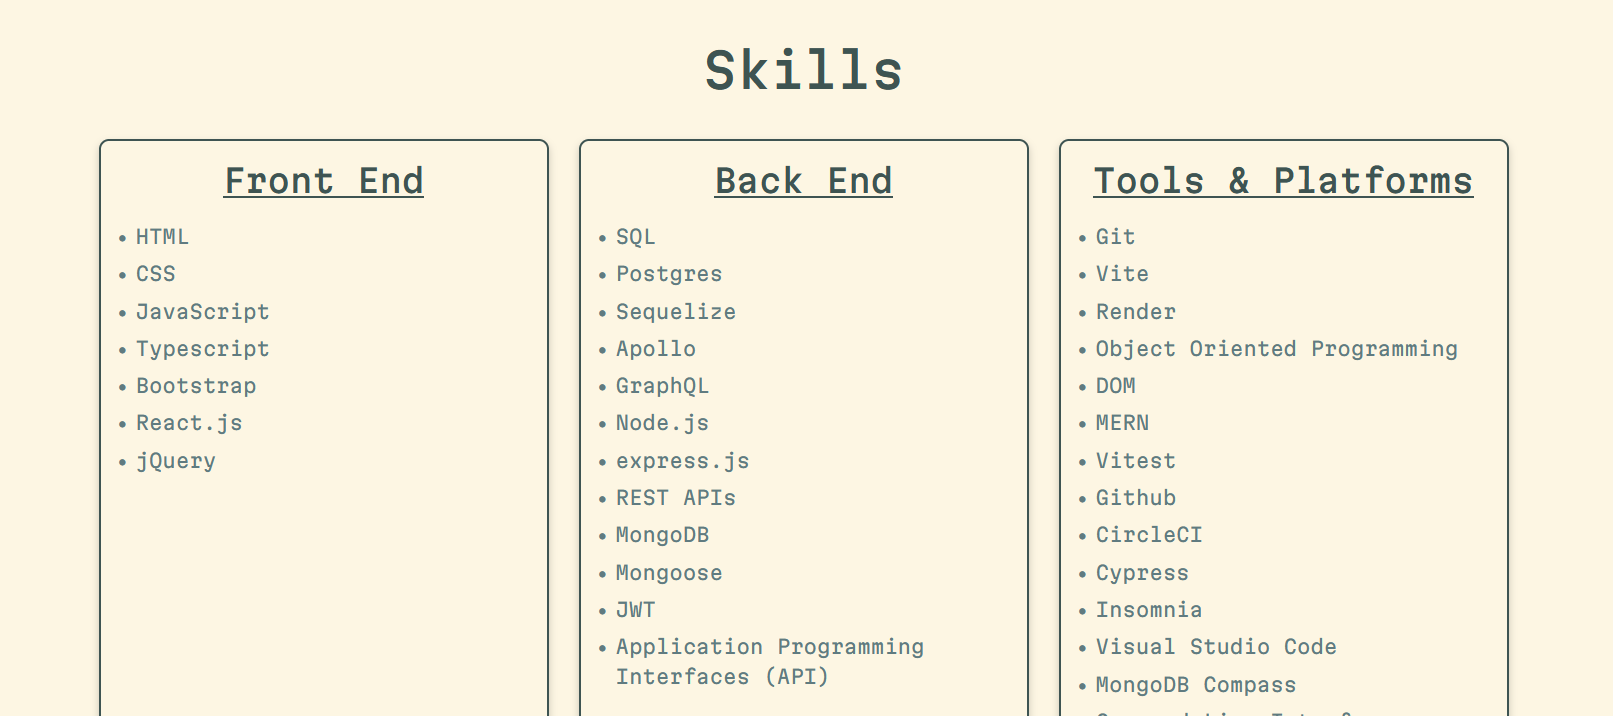 Skills
Front End
• HTML
• CSS
• JavaScript
• Typescript
• Bootstrap
• React.js
• jQuery
Back End
• SQL
• Postgres
• Sequelize
• Apollo
• GraphQL
• Node.js
• express.js
• REST APIs
• MongoDB
• Mongoose
• JWT
• Application Programming
Interfaces (API)
Tools & Platforms
• Git
• Vite
• Render
• Object Oriented Programming
• DOM
• MERN
• Vitest
• Github
• CircleCI
• Cypress
• Insomnia
• Visual Studio Code
• MongoDB Compass